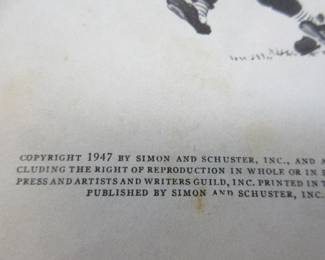 COPYRIGHT 1947 BY SIMON AND SCHUSTER, INC., AND
CLUDING THE RIGHT OF REPRODUCTION IN WHOLE OR IN
PRESS AND ARTISTS AND WRITERS GUILD, INC. PRINTED IN
PUBLISHED BY SIMON AND SCHUSTER, INC.